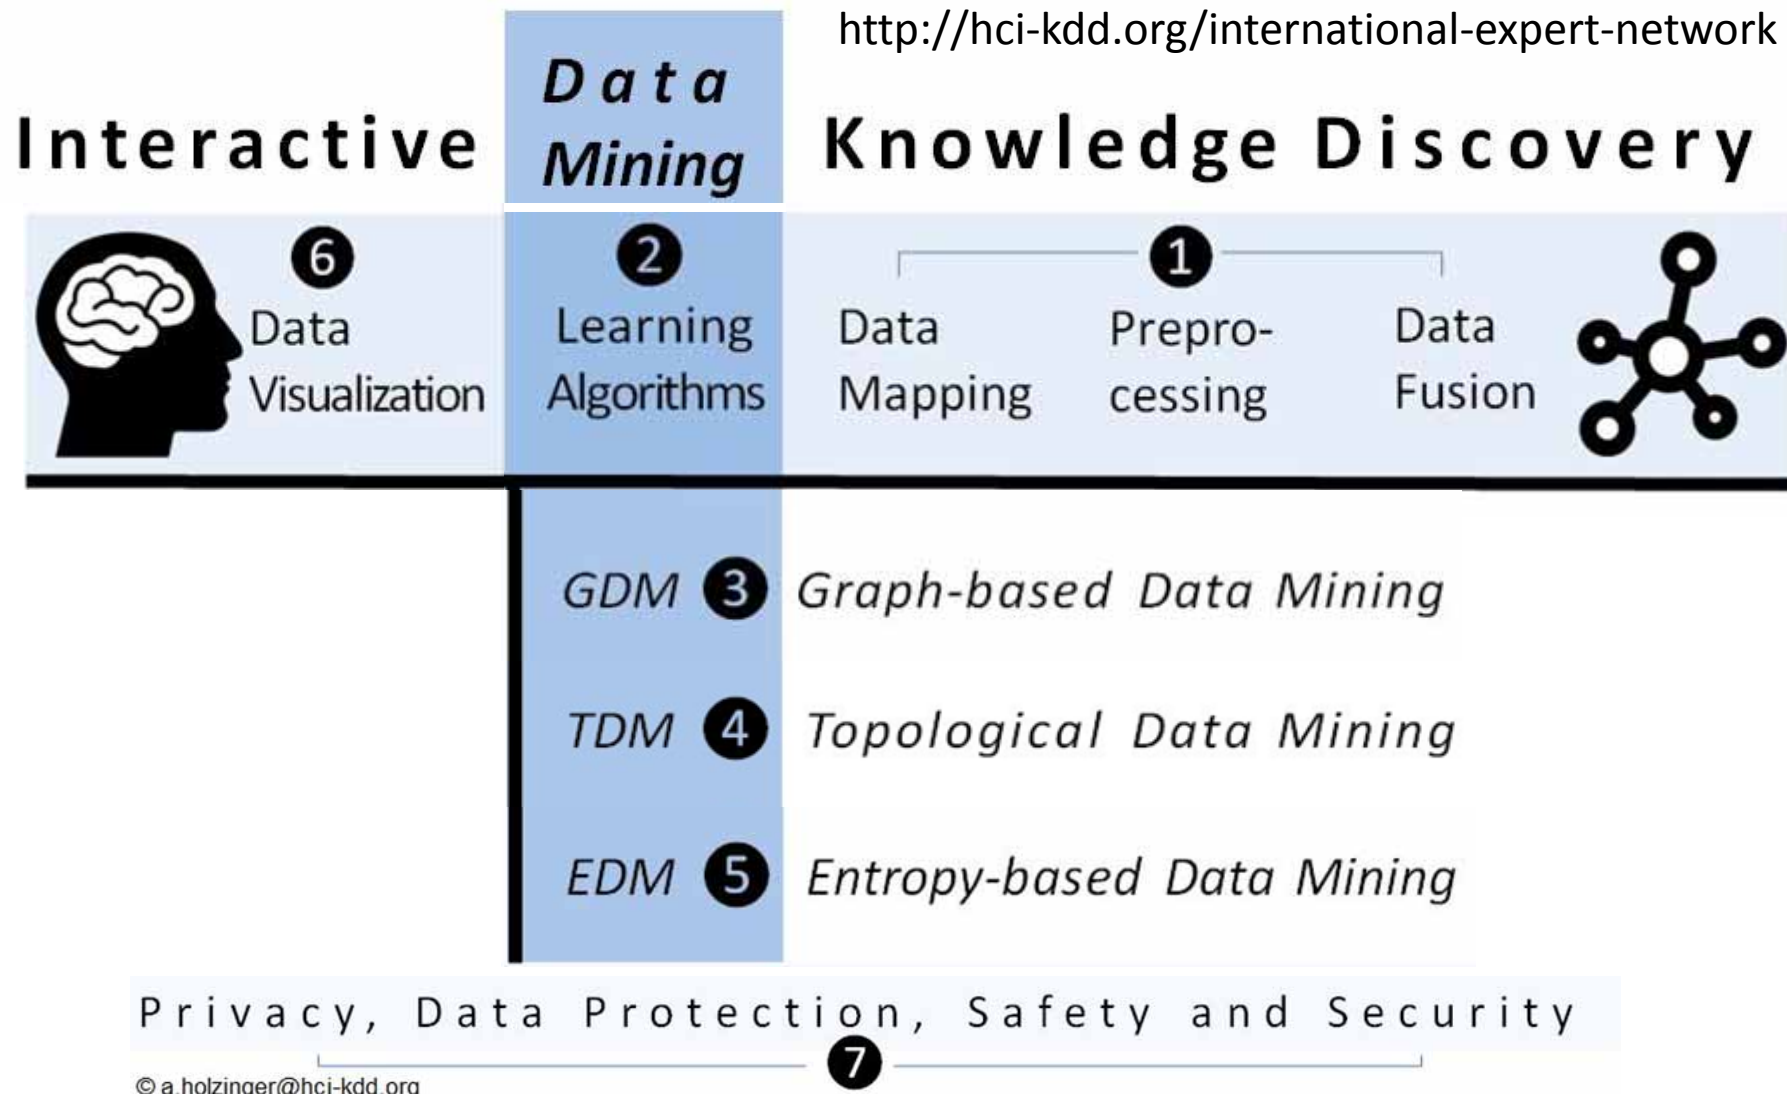 http://hci-kdd.org/international-expert-network
Data
Mining
Interactive
Knowledge Discovery
6
Data
Visualization
2
Learning
Algorithms
1
Data
Mapping
Prepro-
cessing
Data
Fusion
GDM 3 Graph-based Data Mining
TDM 4 Topological Data Mining
EDM 5 Entropy-based Data Mining
Privacy, Data Protection, Safety and Security
7
© a.holzinger@hci-kdd.org